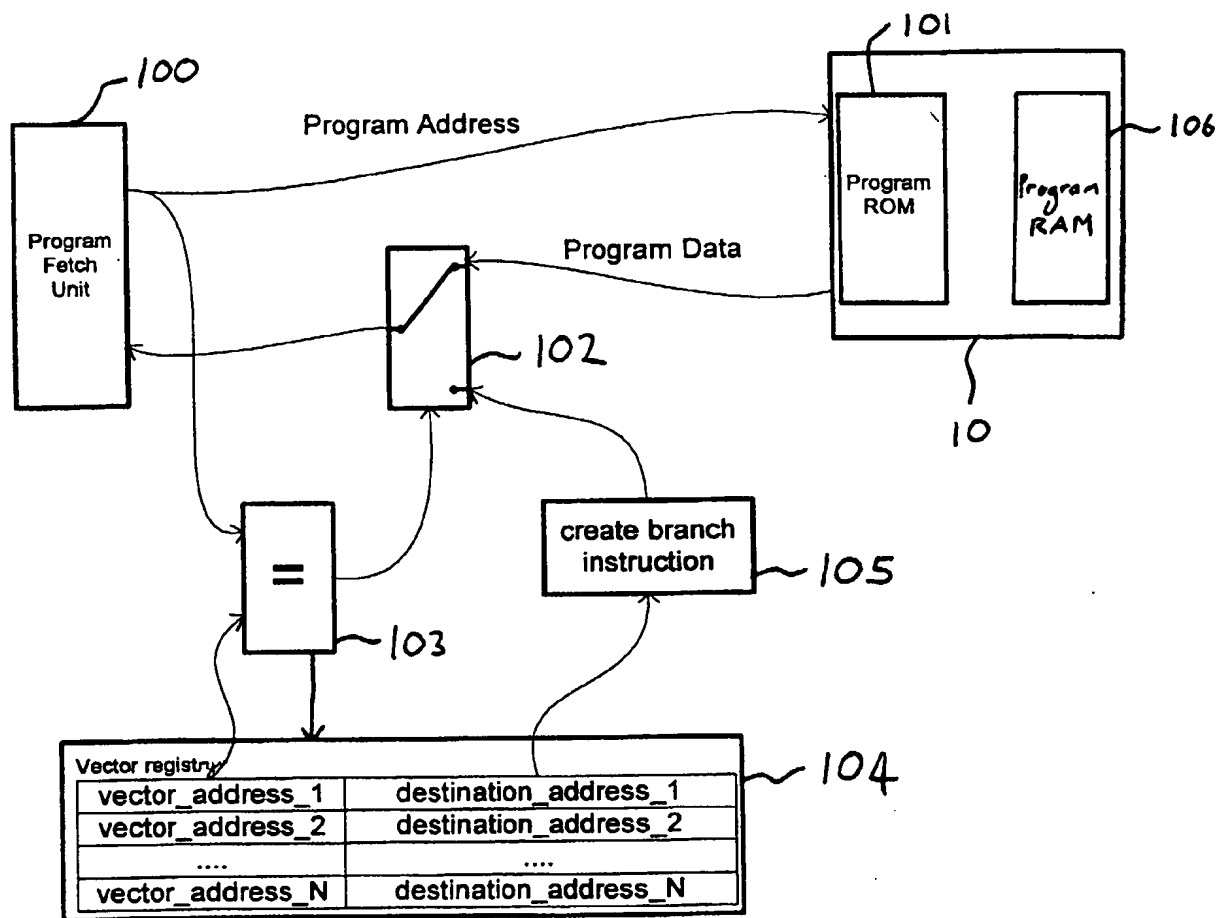 100
101
Program Address
106
Program
ROM
Program
RAM
Program
Fetch
Unit
Program Data
102
10
=
create branch
instruction
105
103
Vector registry
104
vector_address_1 destination_address_1
vector_address_2 destination_address_2
.... ....
vector_address_N destination_address_N